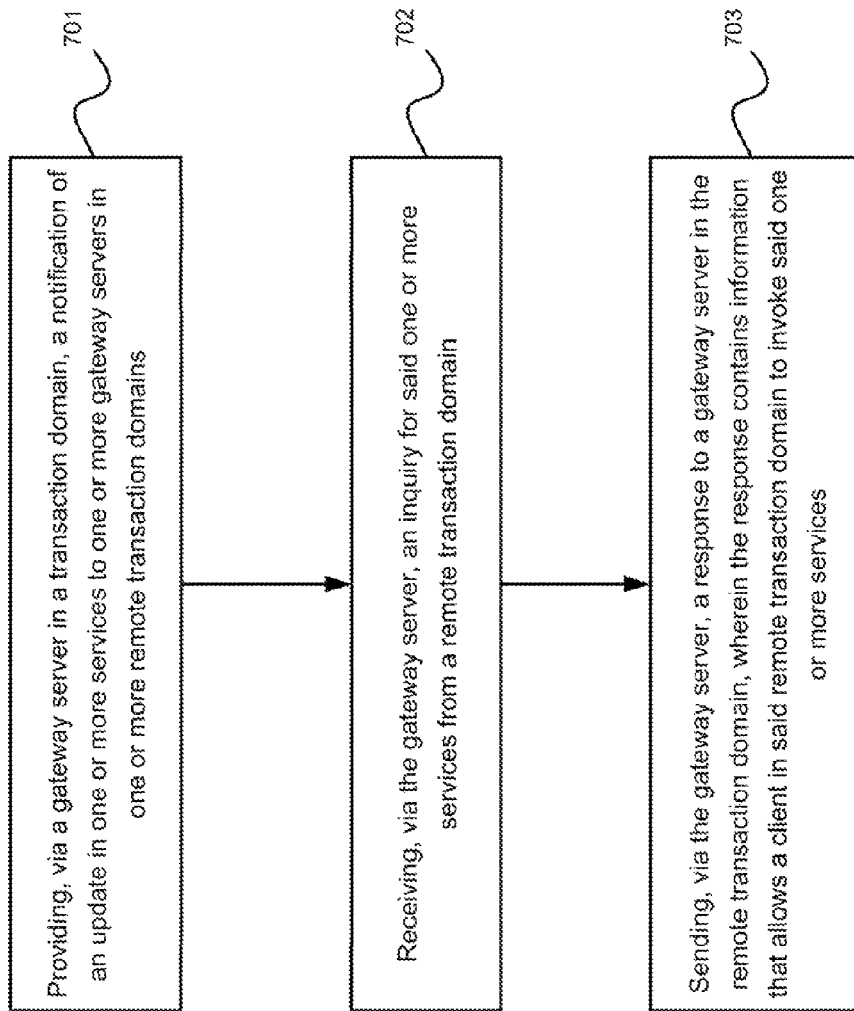 Providing, via a gateway server in a transaction domain, a notification of
an update in one or more services to one or more gateway servers in
one or more remote transaction domains
701
Receiving, via the gateway server, an inquiry for said one or more
services from a remote transaction domain
702
Sending, via the gateway server, a response to a gateway server in the
remote transaction domain, wherein the response contains information
that allows a client in said remote transaction domain to invoke said one
or more services
703